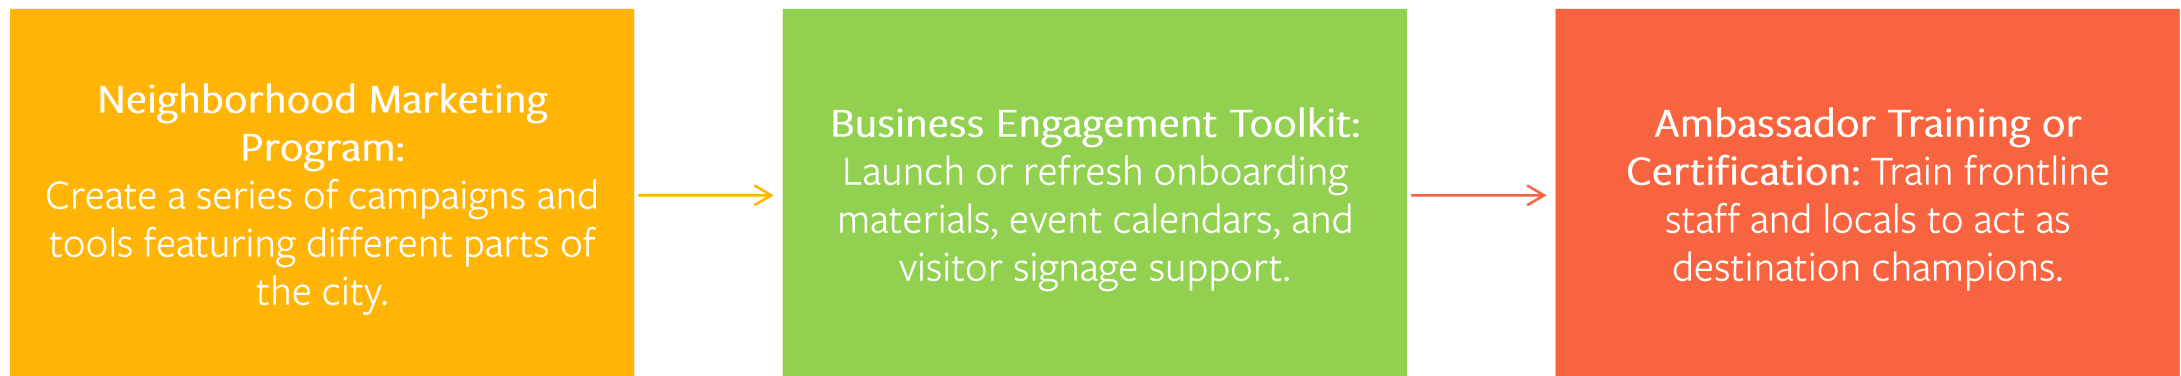 Neighborhood Marketing
Program:
Create a series of campaigns and
tools featuring different parts of
the city.
Business Engagement Toolkit:
Launch or refresh onboarding
materials, event calendars, and
visitor signage support.
Ambassador Training or
Certification: Train frontline
staff and locals to act as
destination champions.